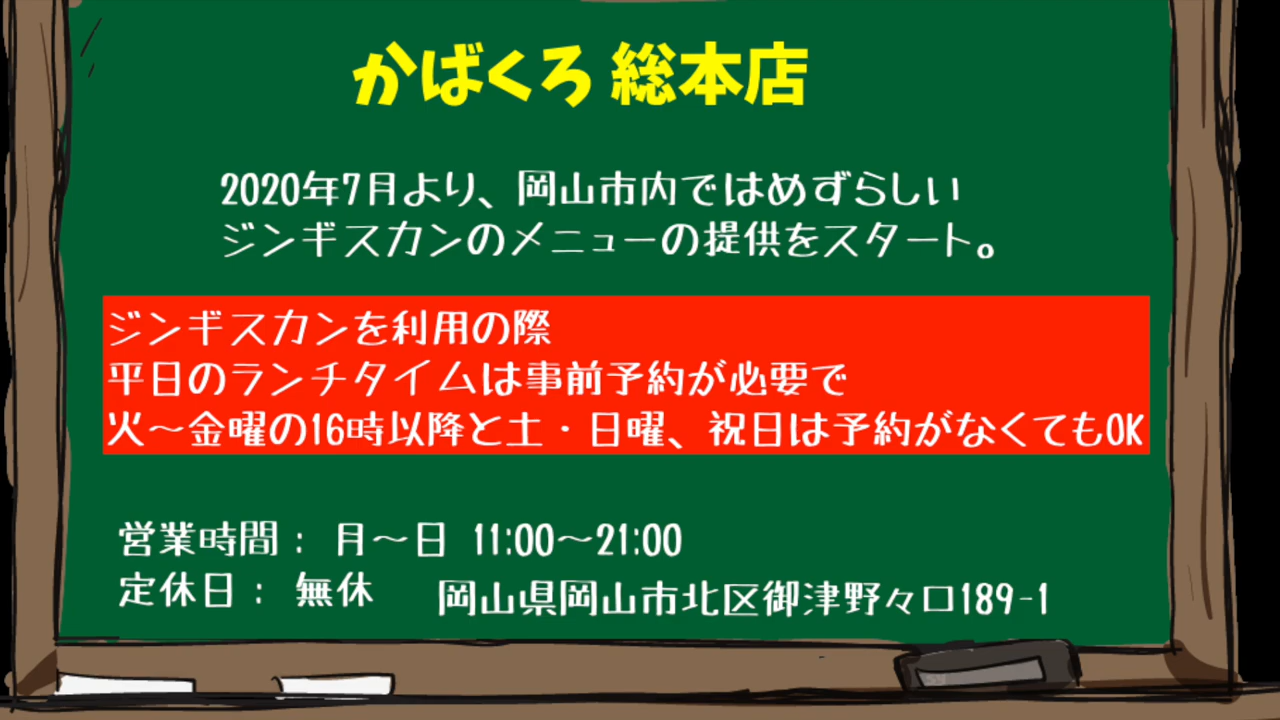 かばくろ 総本店
2020年7月より、岡山市内ではめずらしい
ジンギスカンのメニューの提供をスタート。
ジンギスカンを利用の際
平日のランチタイムは事前予約が必要で
火～金曜の16時以降と土・日曜、祝日は予約がなくてもOK
営業時間： 月～日 11:00～21:00
定休日： 無休
岡山県岡山市北区御津野々口189-1